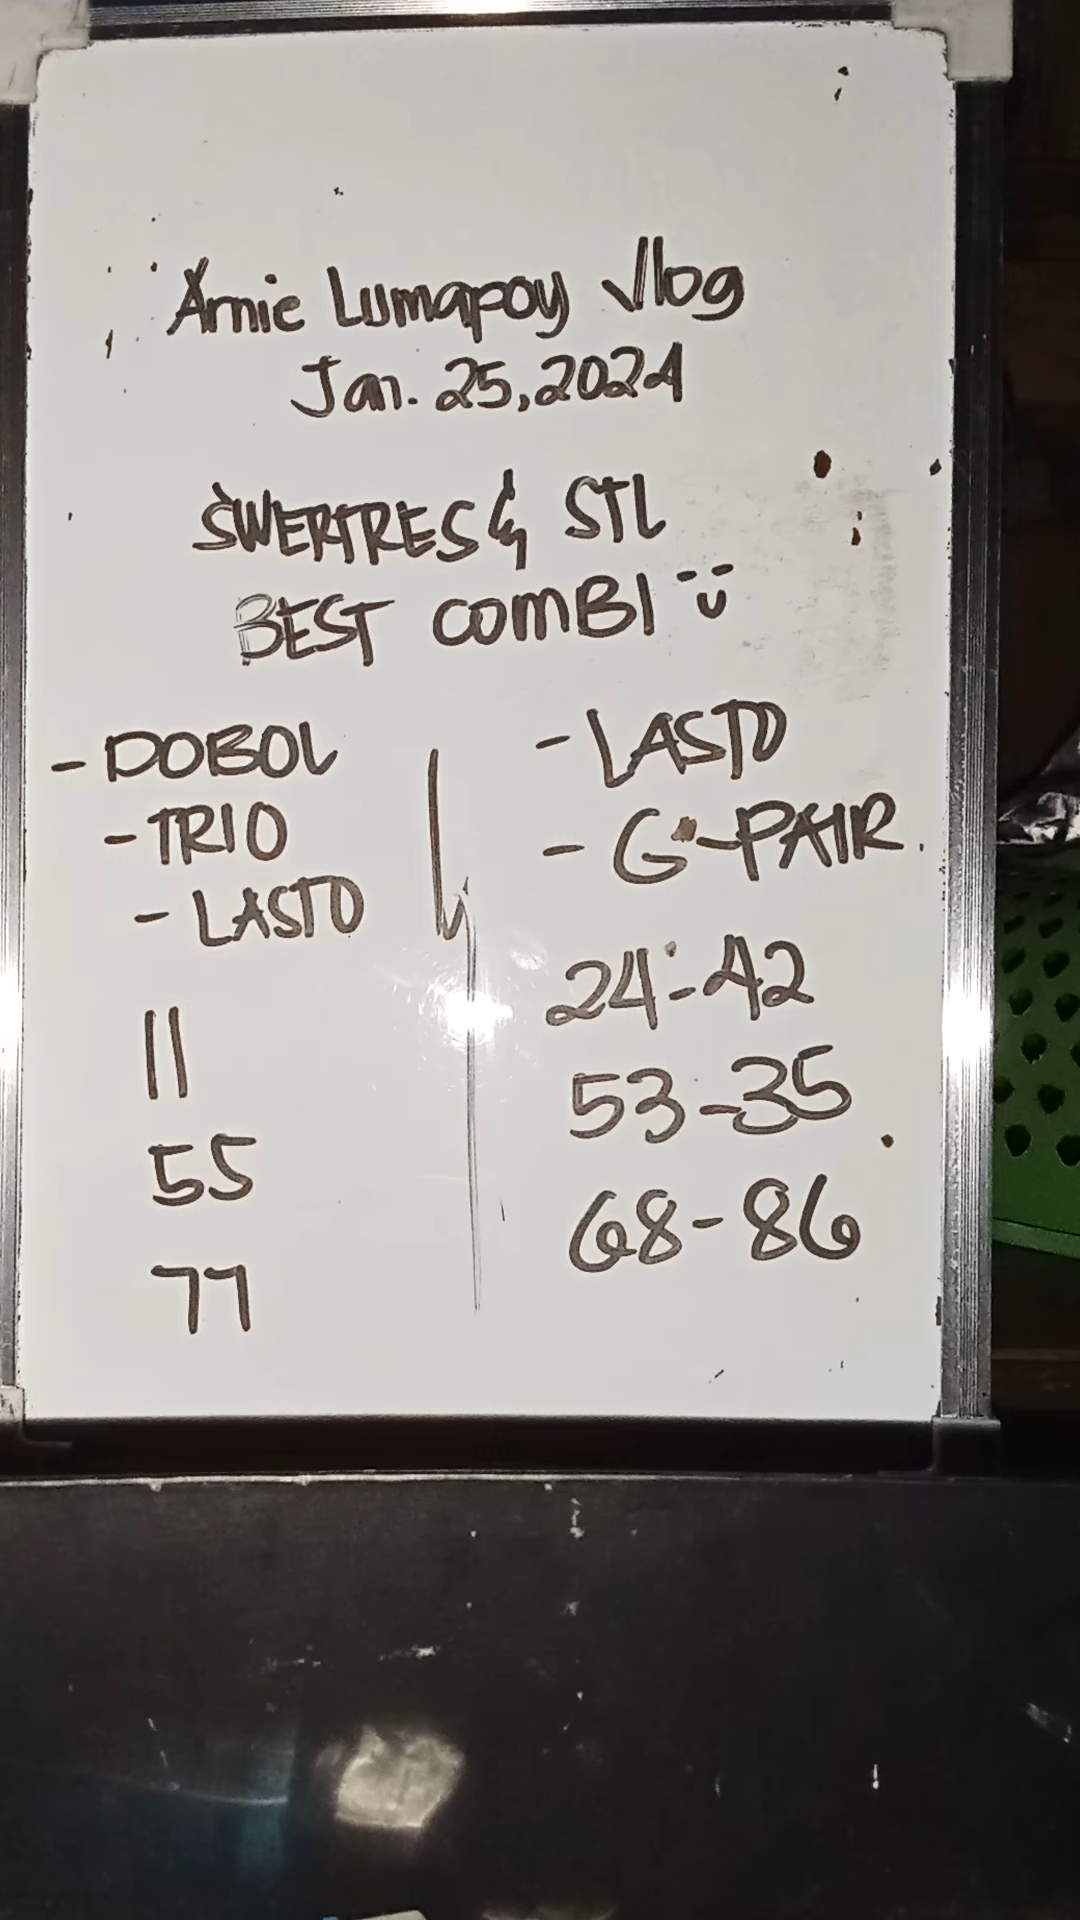 Arnie Lumapoy Vlog
Jan. 25, 2024
SWERTRES & STL
BEST comBI
- DOBOL
- TRIO
- LASTO
11
55
77
- LASTO
- G-PAIR
24-42
53-35
68-86